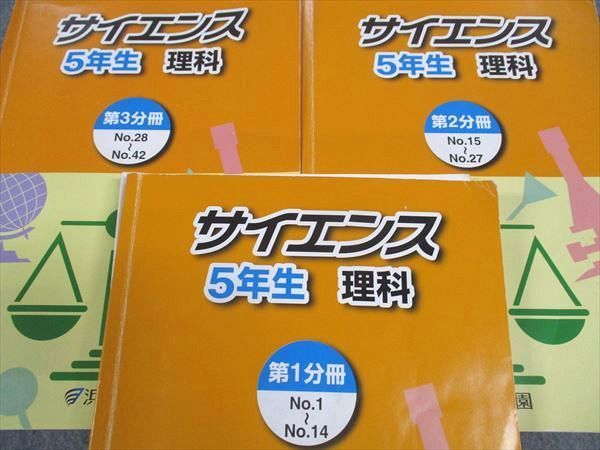 サイエンス
5年生 理科
第3分冊
No.28
~
No.42
浜
サイエンス
5年生 理科
第2分冊
No.15
~
No.27
園
サイエンス
5年生 理科
第1分冊
No.1
~
No.14